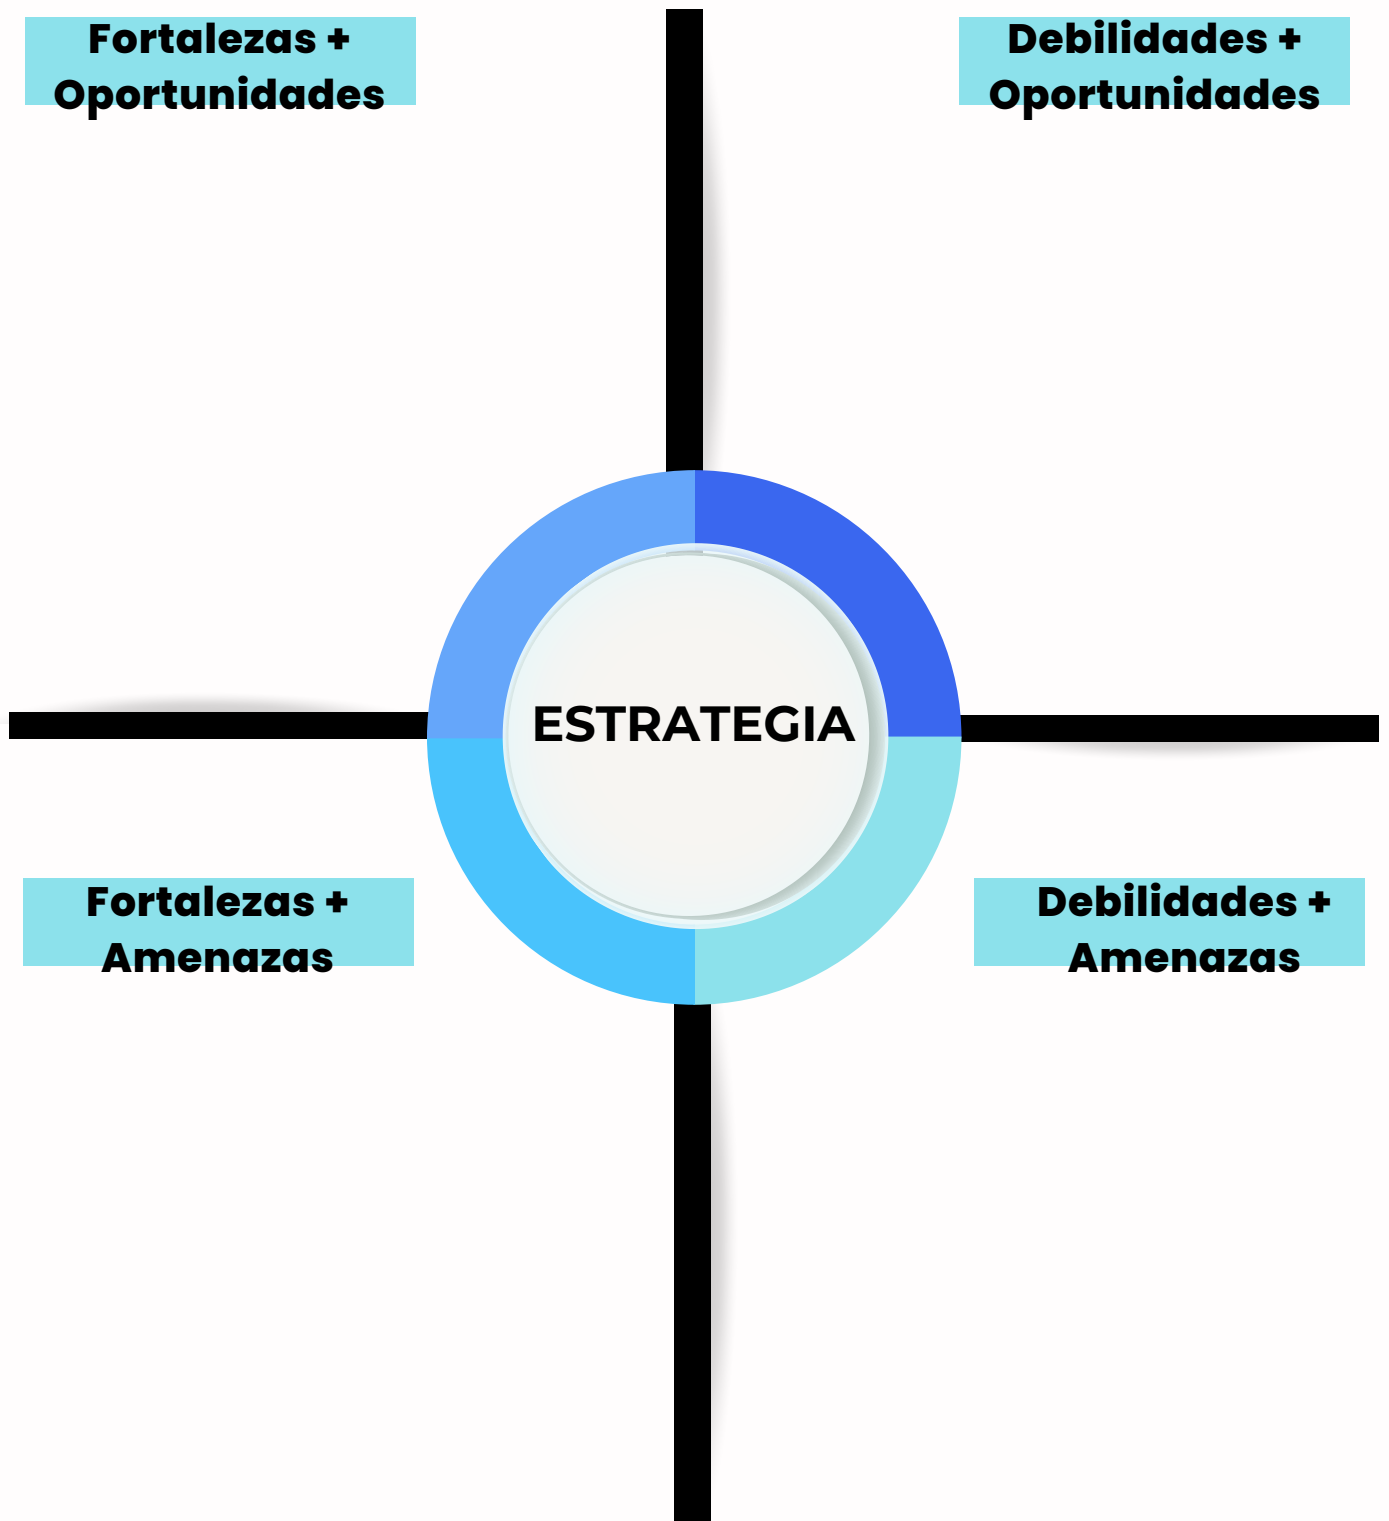 Fortalezas +
Oportunidades
Debilidades +
Oportunidades
ESTRATEGIA
Fortalezas +
Amenazas
Debilidades +
Amenazas